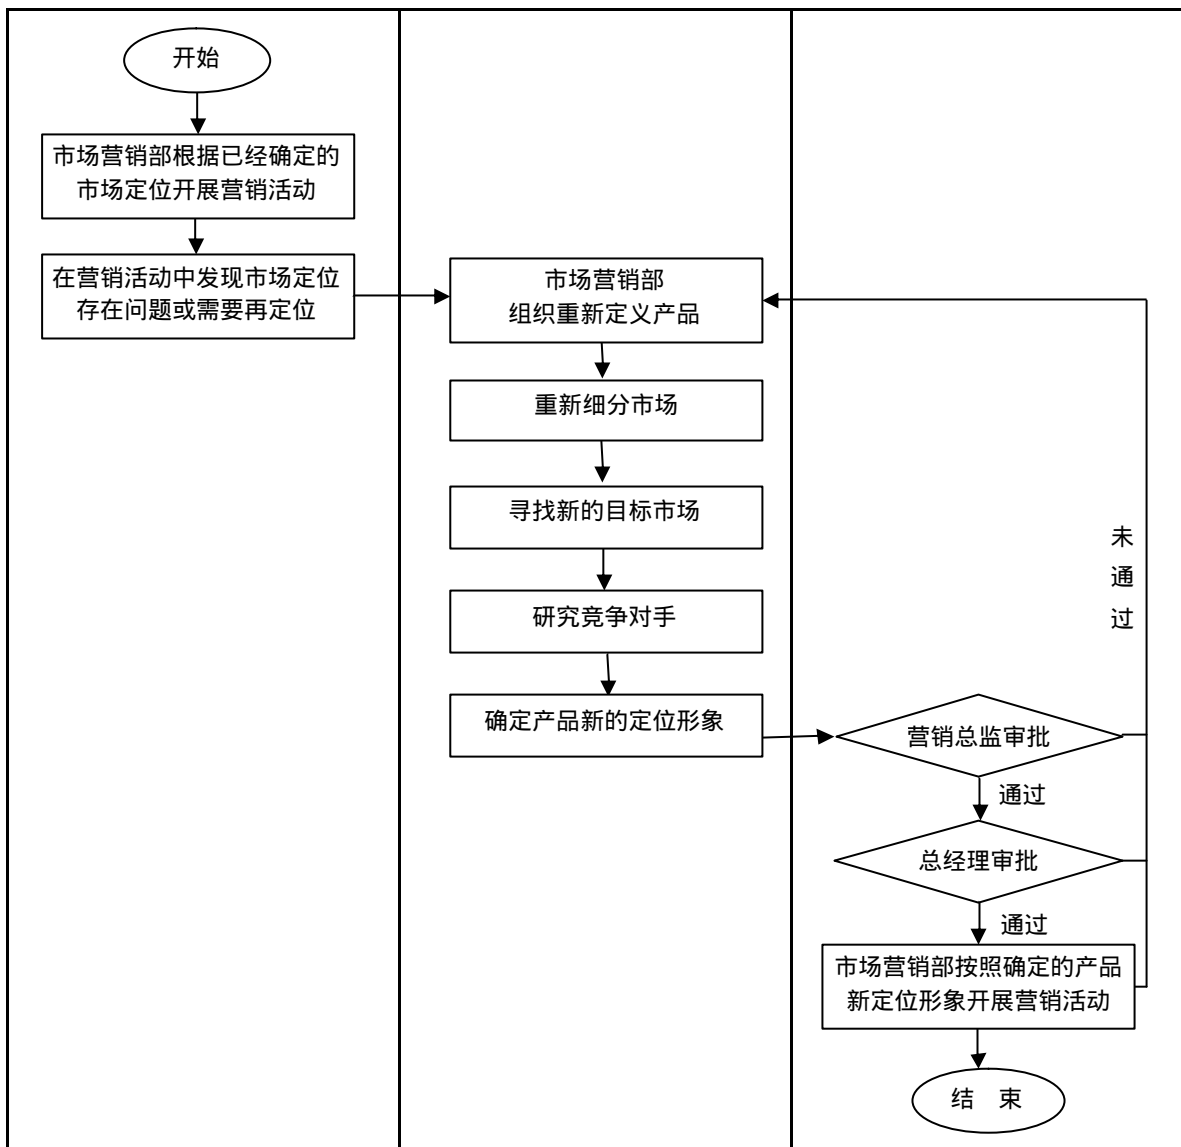 开始
市场营销部根据已经确定的
市场定位开展营销活动
在营销活动中发现市场定位
存在问题或需要再定位
市场营销部
组织重新定义产品
重新细分市场
寻找新的目标市场
研究竞争对手
确定产品新的定位形象
未
通
过
营销总监审批
通过
总经理审批
通过
市场营销部按照确定的产品
新定位形象开展营销活动
结 束